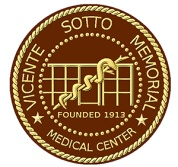 VICENTE SOTTO MEMORIAL
MEDICAL CENTER
FOUNDED 1913